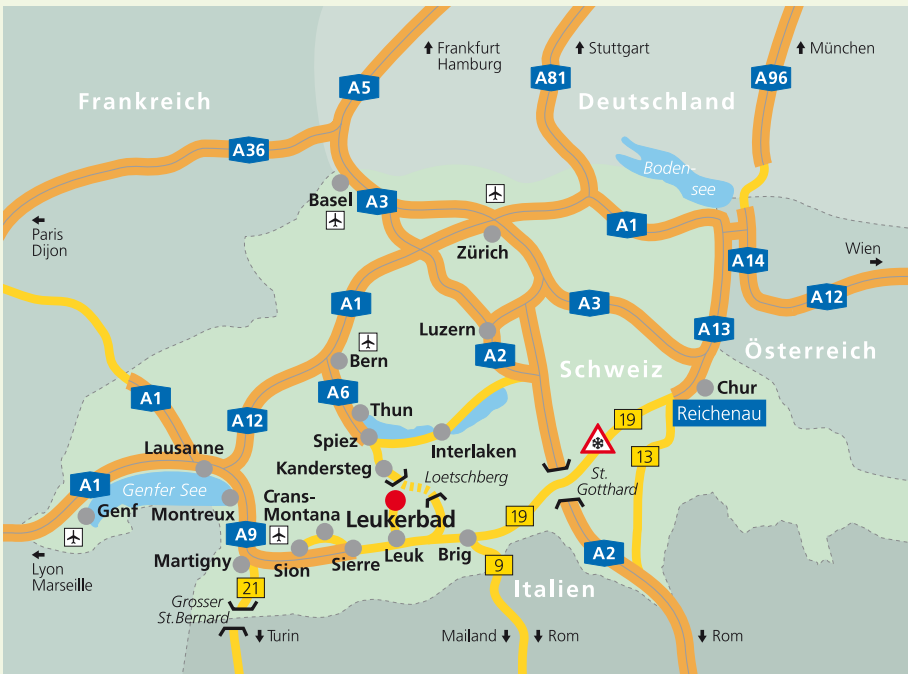 Frankfurt
Hamburg
Stuttgart
München
A5
A81
A96
Frankreich
Deutschland
A36
Boden-
see
Basel
A3
A1
Paris
Dijon
Zürich
Wien
A14
A12
A1
A3
Luzern
A13
A2
Bern
Österreich
Schweiz
A6
Chur
A1
A12
Thun
19
Reichenau
Spiez
Interlaken
Lausanne
13
Kandersteg
Loetschberg
St.
Gotthard
A1
Genfer See
Crans-
Montana
Genf
Montreux
Leukerbad
19
A9
Martigny
Sion
Sierre
Leuk
Brig
A2
Lyon
Marseille
9
21
Italien
Grosser
St.Bernard
Turin
Mailand
Rom
Rom